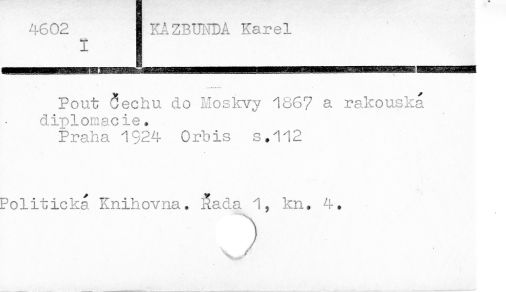 4602
I
KAZBUNDA Karel
Pout Čechu do Moskvy 1867 a rakouská
diplomacie.
Praha 1924 Orbis s.112
Politická Knihovna. Řada 1, kn. 4.